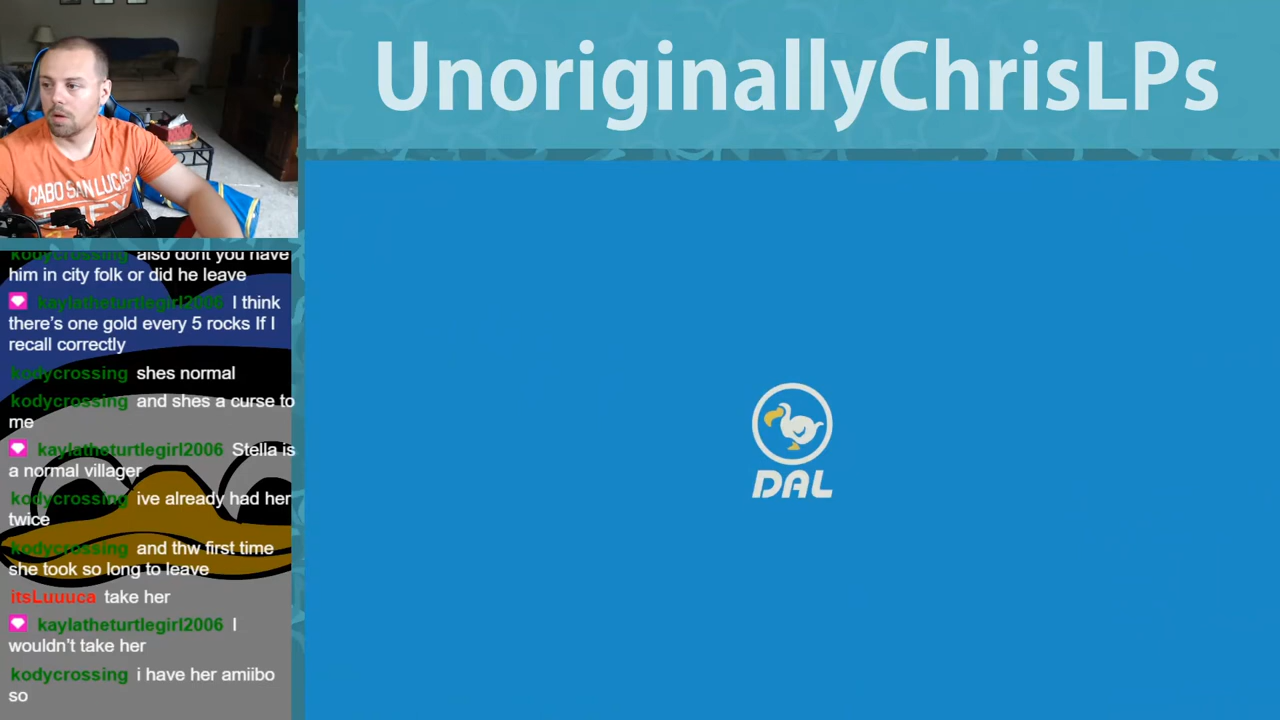 UnoriginallyChrisLPs
CABO SAN LUCAS
kodycrossing also dont you have
him in city folk or did he leave
kaylatheturtlegirl2006 I think
there's one gold every 5 rocks If I
recall correctly
kodycrossing shes normal
kodycrossing and shes a curse to
me
kaylatheturtlegirl2006 Stella is
a normal villager
kodycrossing ive already had her
twice
kodycrossing and thw first time
she took so long to leave
itsLuuuca take her
kaylatheturtlegirl2006 I
wouldn't take her
kodycrossing i have her amiibo
so
DAL